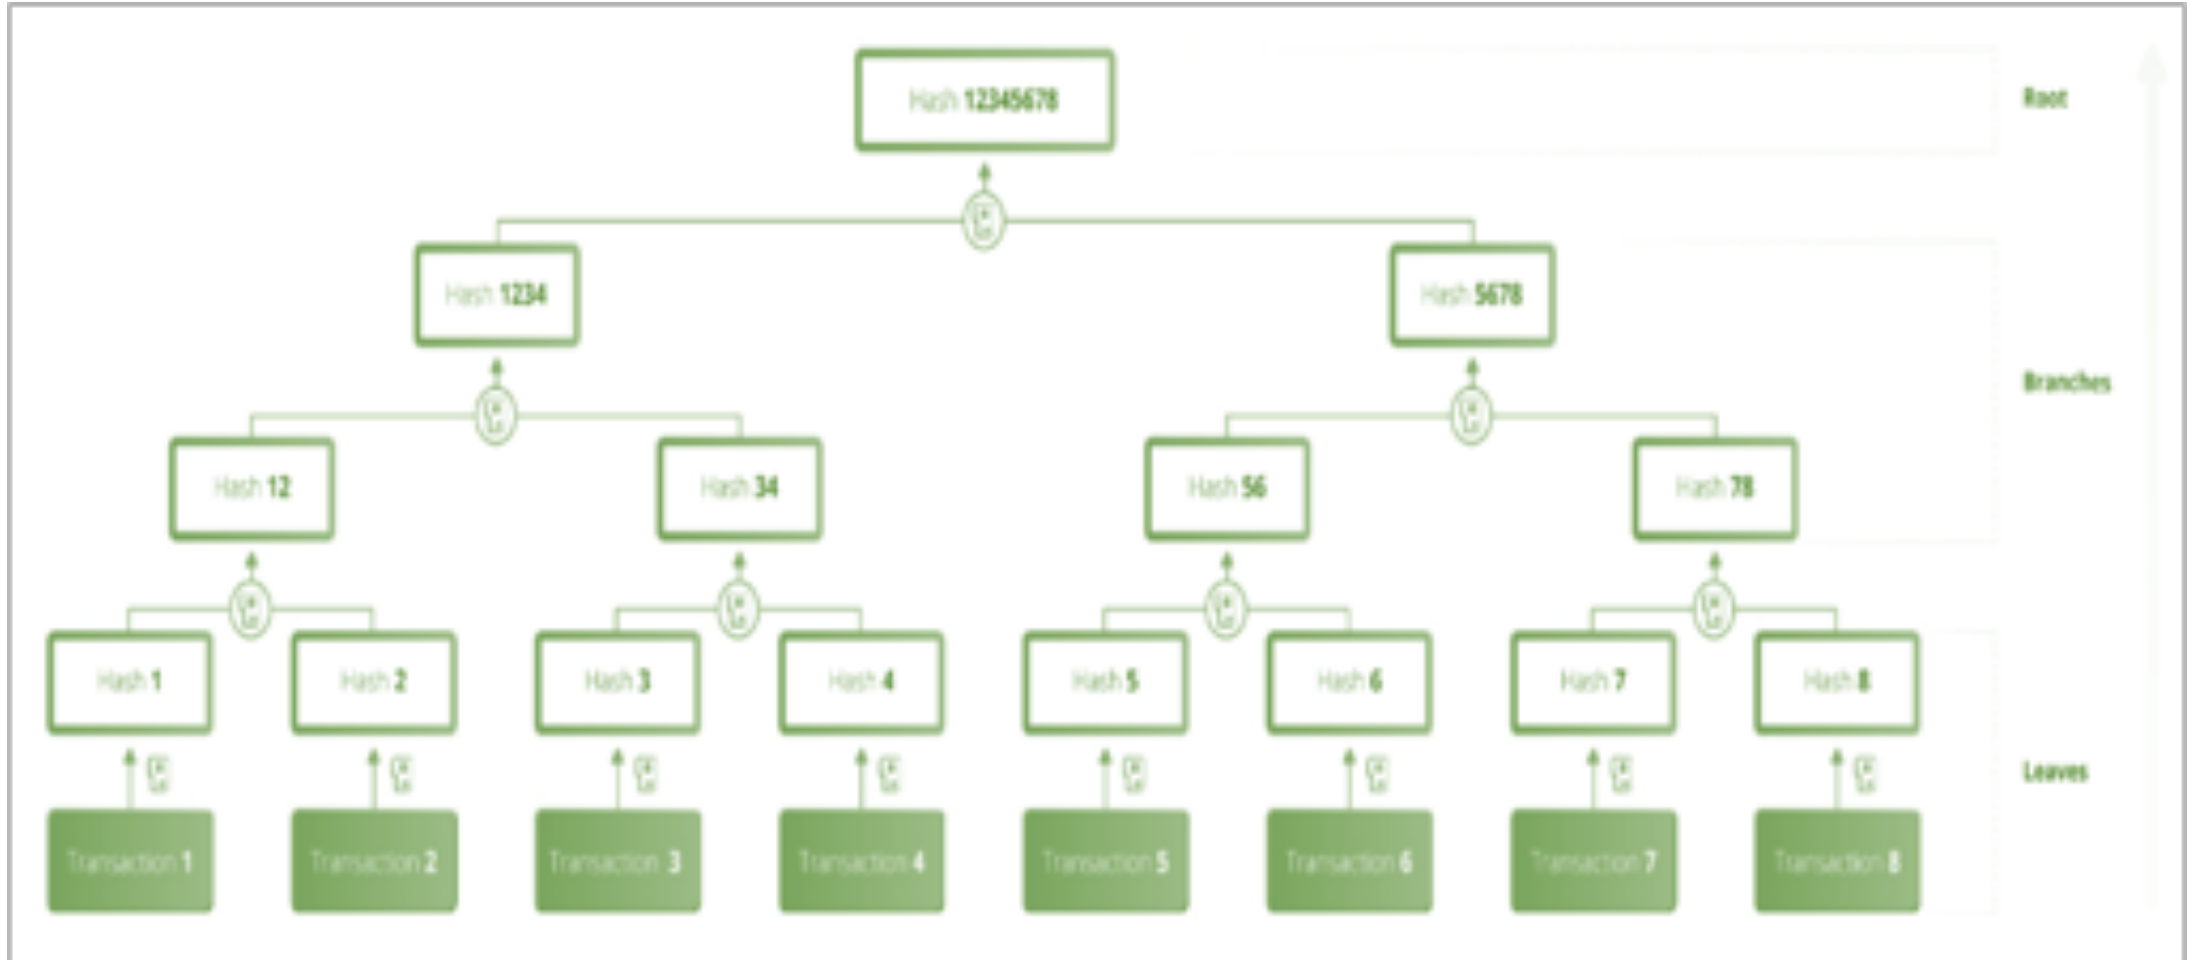 Hash 12345678
Root
Hash 1234
Hash 5678
Branches
Hash 12
Hash 34
Hash 56
Hash 78
Hash 1
Hash 2
Hash 3
Hash 4
Hash 5
Hash 6
Hash 7
Hash 8
Leaves
Transaction 1
Transaction 2
Transaction 3
Transaction 4
Transaction 5
Transaction 6
Transaction 7
Transaction 8